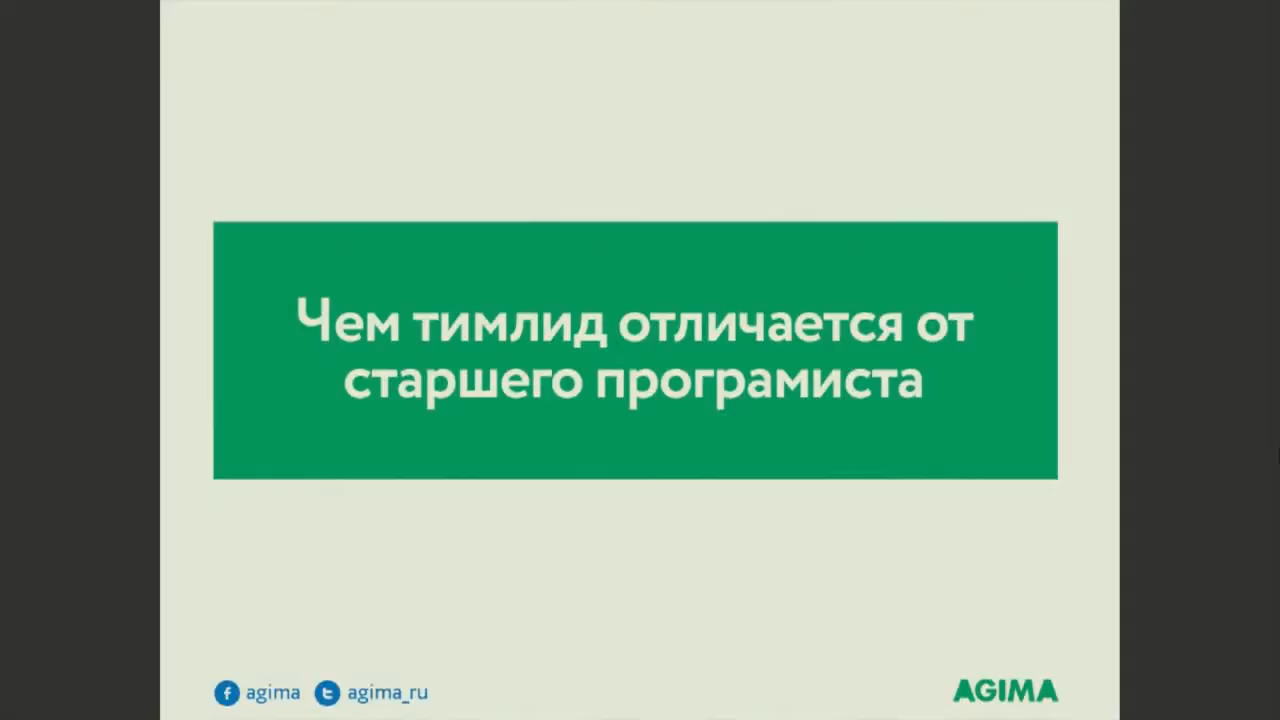 Чем тимлид отличается от
старшего програмиста
agima agima_ru
AGIMA